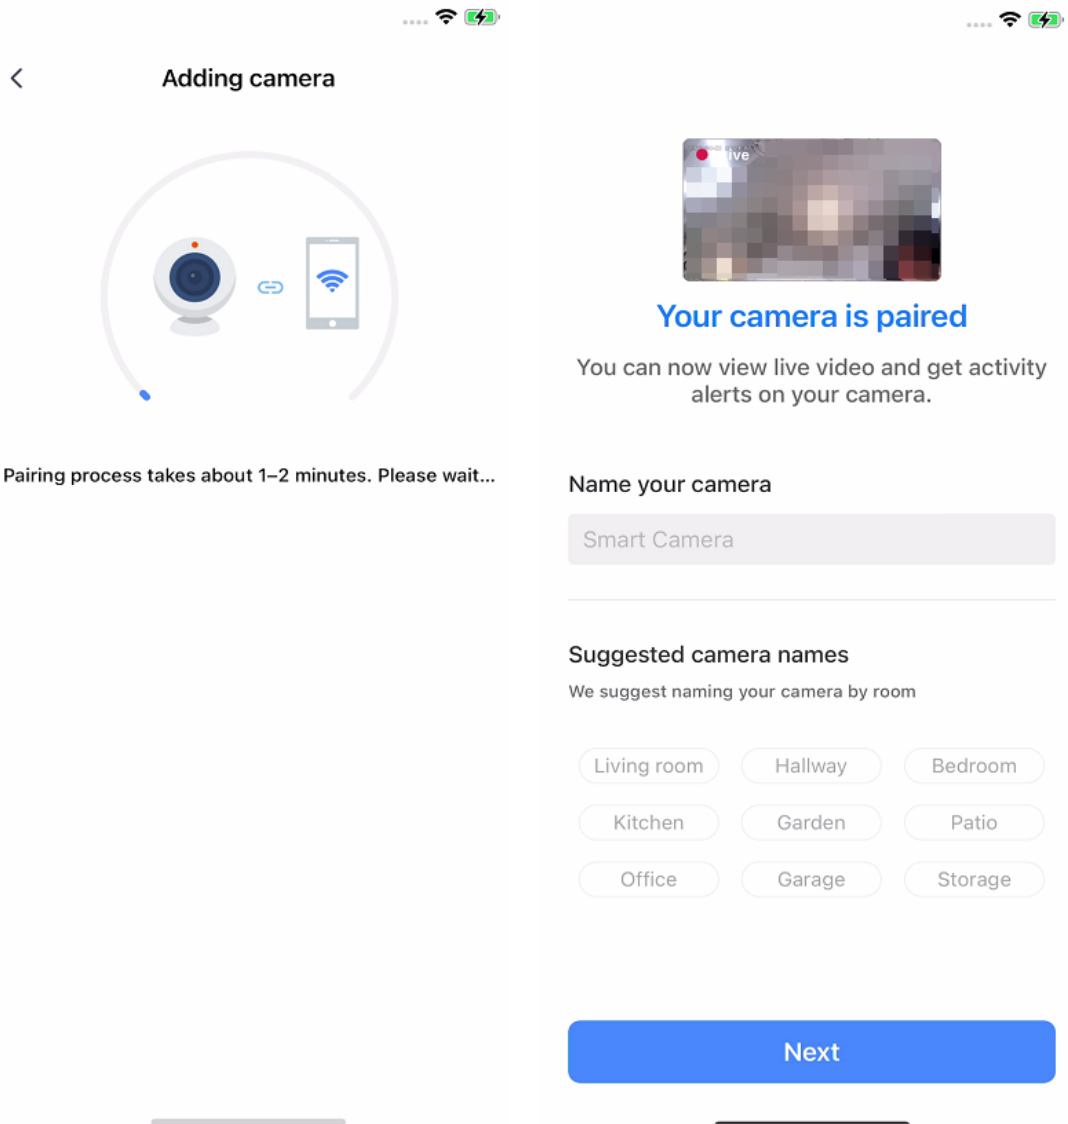 Adding camera
Pairing process takes about 1–2 minutes. Please wait...
Your camera is paired
You can now view live video and get activity
alerts on your camera.
Name your camera
Smart Camera
Suggested camera names
We suggest naming your camera by room
Living room Hallway Bedroom
Kitchen Garden Patio
Office Garage Storage
Next